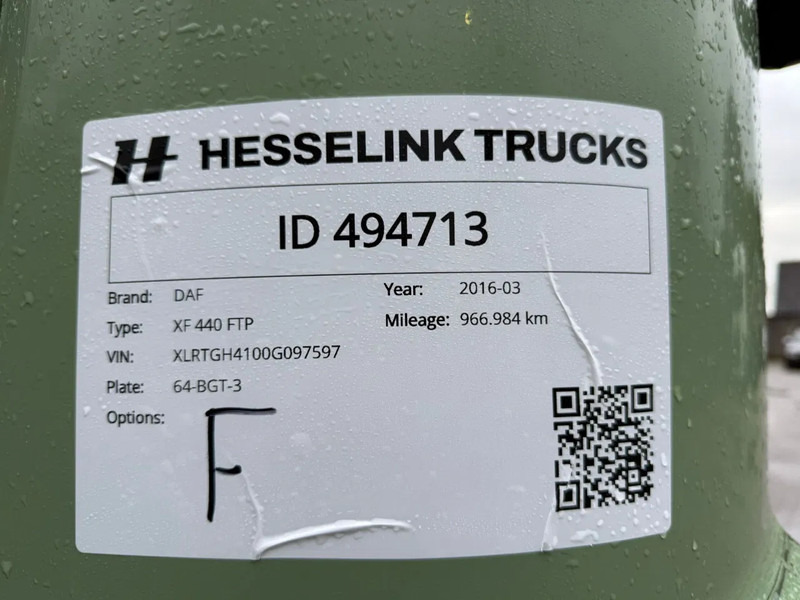 H HESSELINK TRUCKS
ID 494713
Brand: DAF
Year: 2016-03
Type: XF 440 FTP
Mileage: 966.984 km
VIN: XLRTGH4100G097597
Plate: 64-BGT-3
Options:
F